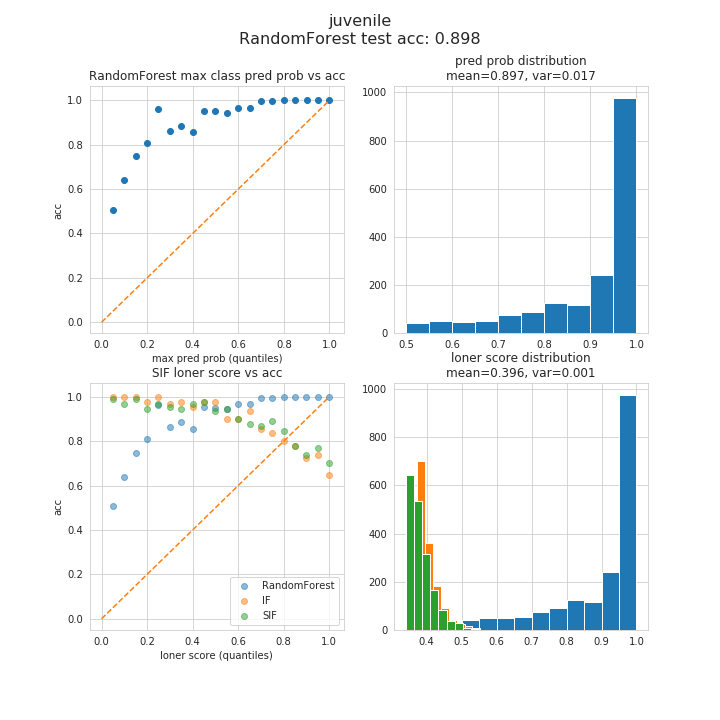 juvenile
RandomForest test acc: 0.898
RandomForest max class pred prob vs acc
acc
1.0
0.8
0.6
0.4
0.2
0.0
0.0 0.2 0.4 0.6 0.8 1.0
max pred prob (quantiles)
pred prob distribution
mean=0.897, var=0.017
1000
800
600
400
200
0
0.5 0.6 0.7 0.8 0.9 1.0
SIF loner score vs acc
acc
1.0
0.8
0.6
0.4
0.2
0.0
RandomForest
IF
SIF
0.0 0.2 0.4 0.6 0.8 1.0
loner score (quantiles)
loner score distribution
mean=0.396, var=0.001
1000
800
600
400
200
0
0.4 0.5 0.6 0.7 0.8 0.9 1.0